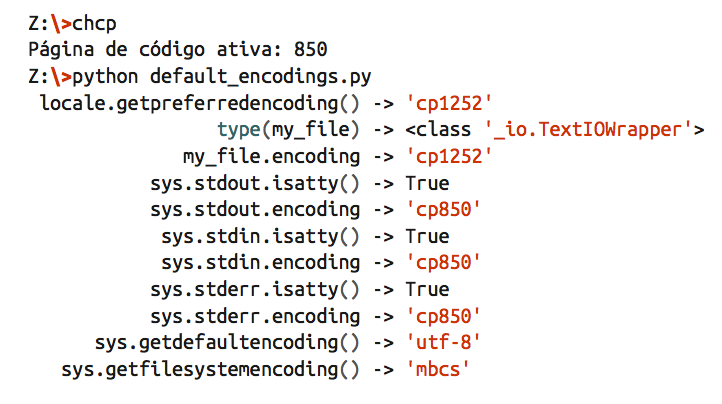 Z:\>chcp
Página de código ativa: 850
Z:\>python default_encodings.py
locale.getpreferredencoding() -> 'cp1252'
type(my_file) -> <class '_io.TextIOWrapper'>
my_file.encoding -> 'cp1252'
sys.stdout.isatty() -> True
sys.stdout.encoding -> 'cp850'
sys.stdin.isatty() -> True
sys.stdin.encoding -> 'cp850'
sys.stderr.isatty() -> True
sys.stderr.encoding -> 'cp850'
sys.getdefaultencoding() -> 'utf-8'
sys.getfilesystemencoding() -> 'mbcs'